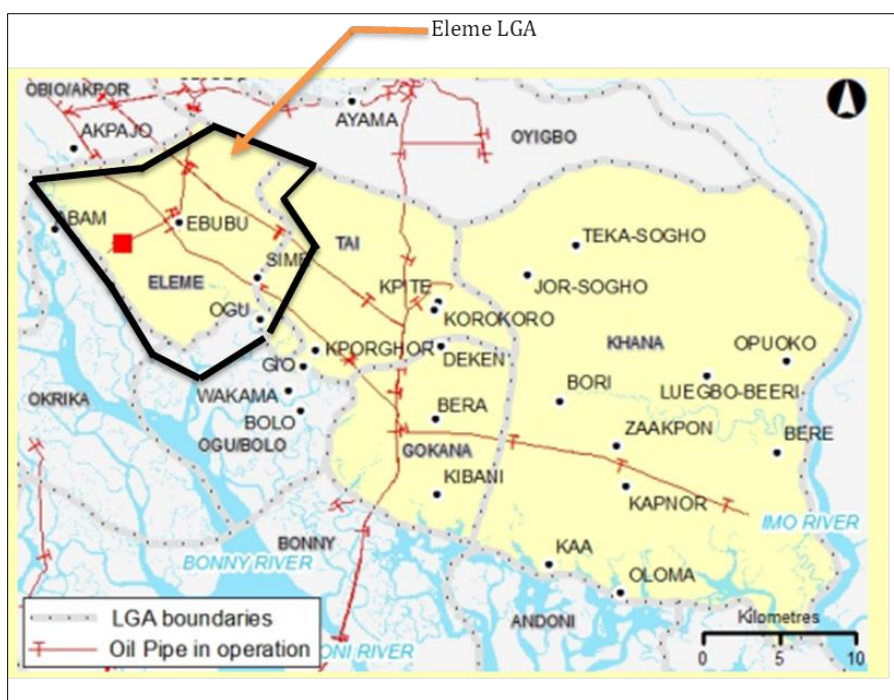 Eleme LGA
OBIO/AKPOR
AYAMA
AKPAJO
OYIGBO
ABAM
EBUBU
TAI
TEKA-SOGHO
SIME
ELEME
JOR-SOGHO
KPITE
OGU
KOROKORO
KHANA
KPORGHOR
DEKEN
OPUOKO
GIO
LUEGBO-BEERI
OKRIKA
WAKAMA
BORI
BOLO
BERA
OGU/BOLO
ZAAKPON
BERE
GOKANA
KIBANI
KAPNOR
IMO RIVER
BONNY
BONNY RIVER
KAA
OLOMA
ANDONI
LGA boundaries
Oil Pipe in operation
Kilometres
0 5 10
RIVER